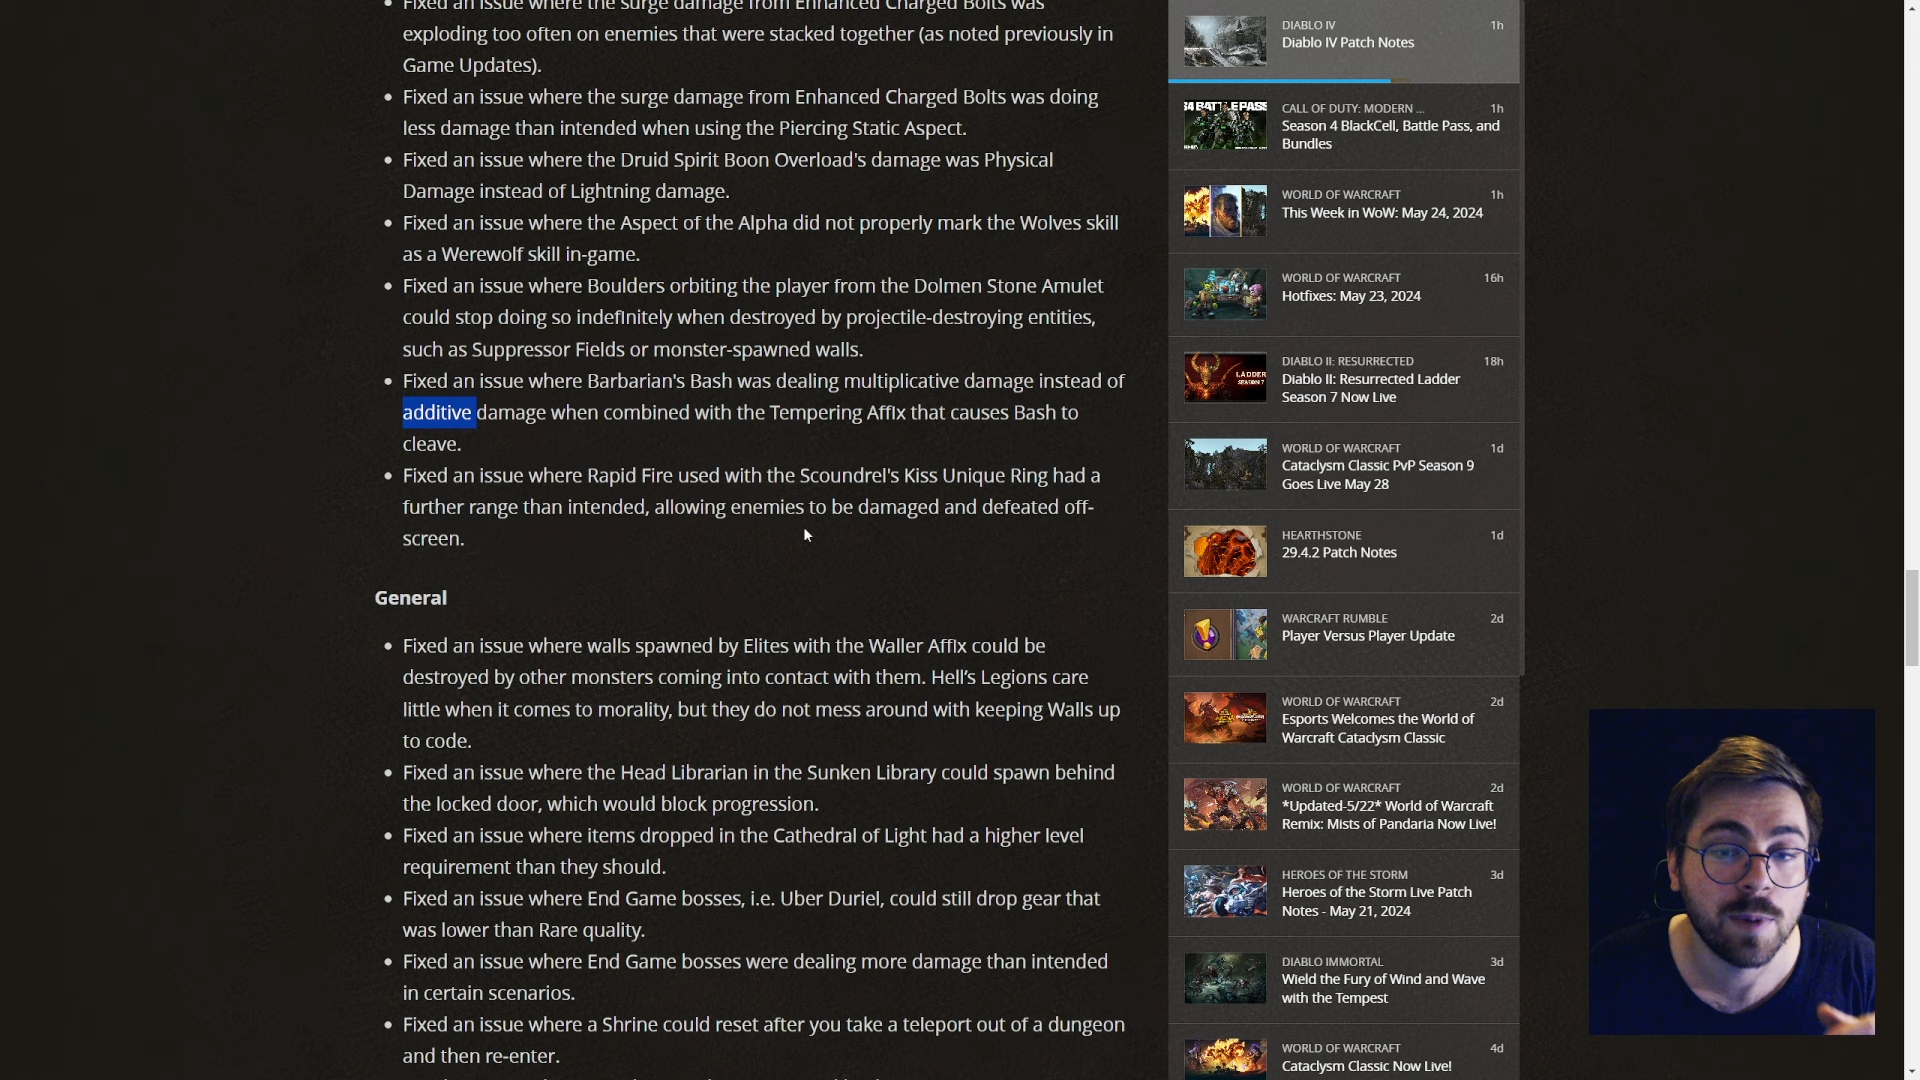 Fixed an issue where the surge damage from Enhanced Charged Bolts was
exploding too often on enemies that were stacked together (as noted previously in
Game Updates).
Fixed an issue where the surge damage from Enhanced Charged Bolts was doing
less damage than intended when using the Piercing Static Aspect.
Fixed an issue where the Druid Spirit Boon Overload's damage was Physical
Damage instead of Lightning damage.
Fixed an issue where the Aspect of the Alpha did not properly mark the Wolves skill
as a Werewolf skill in-game.
Fixed an issue where Boulders orbiting the player from the Dolmen Stone Amulet
could stop doing so indefinitely when destroyed by projectile-destroying entities,
such as Suppressor Fields or monster-spawned walls.
Fixed an issue where Barbarian's Bash was dealing multiplicative damage instead of
additive damage when combined with the Tempering Affix that causes Bash to
cleave.
Fixed an issue where Rapid Fire used with the Scoundrel's Kiss Unique Ring had a
further range than intended, allowing enemies to be damaged and defeated off-
screen.
General
Fixed an issue where walls spawned by Elites with the Waller Affix could be
destroyed by other monsters coming into contact with them. Hell's Legions care
little when it comes to morality, but they do not mess around with keeping Walls up
to code.
Fixed an issue where the Head Librarian in the Sunken Library could spawn behind
the locked door, which would block progression.
Fixed an issue where items dropped in the Cathedral of Light had a higher level
requirement than they should.
Fixed an issue where End Game bosses, i.e. Uber Duriel, could still drop gear that
was lower than Rare quality.
Fixed an issue where End Game bosses were dealing more damage than intended
in certain scenarios.
Fixed an issue where a Shrine could reset after you take a teleport out of a dungeon
and then re-enter.
DIABLO IV 1h
Diablo IV Patch Notes
S4 BATTLE PASS
CALL OF DUTY: MODERN ... 1h
Season 4 BlackCell, Battle Pass, and
Bundles
WORLD OF WARCRAFT 1h
This Week in WoW: May 24, 2024
WORLD OF WARCRAFT 16h
Hotfixes: May 23, 2024
LADDER
SEASON 7
DIABLO II: RESURRECTED 18h
Diablo II: Resurrected Ladder
Season 7 Now Live
WORLD OF WARCRAFT 1d
Cataclysm Classic PvP Season 9
Goes Live May 28
HEARTHSTONE 1d
29.4.2 Patch Notes
WARCRAFT RUMBLE 2d
Player Versus Player Update
WORLD OF WARCRAFT 2d
Esports Welcomes the World of
Warcraft Cataclysm Classic
WORLD OF WARCRAFT 2d
*Updated-5/22* World of Warcraft
Remix: Mists of Pandaria Now Live!
HEROES OF THE STORM 3d
Heroes of the Storm Live Patch
Notes - May 21, 2024
DIABLO IMMORTAL 3d
Wield the Fury of Wind and Wave
with the Tempest
WORLD OF WARCRAFT 4d
Cataclysm Classic Now Live!